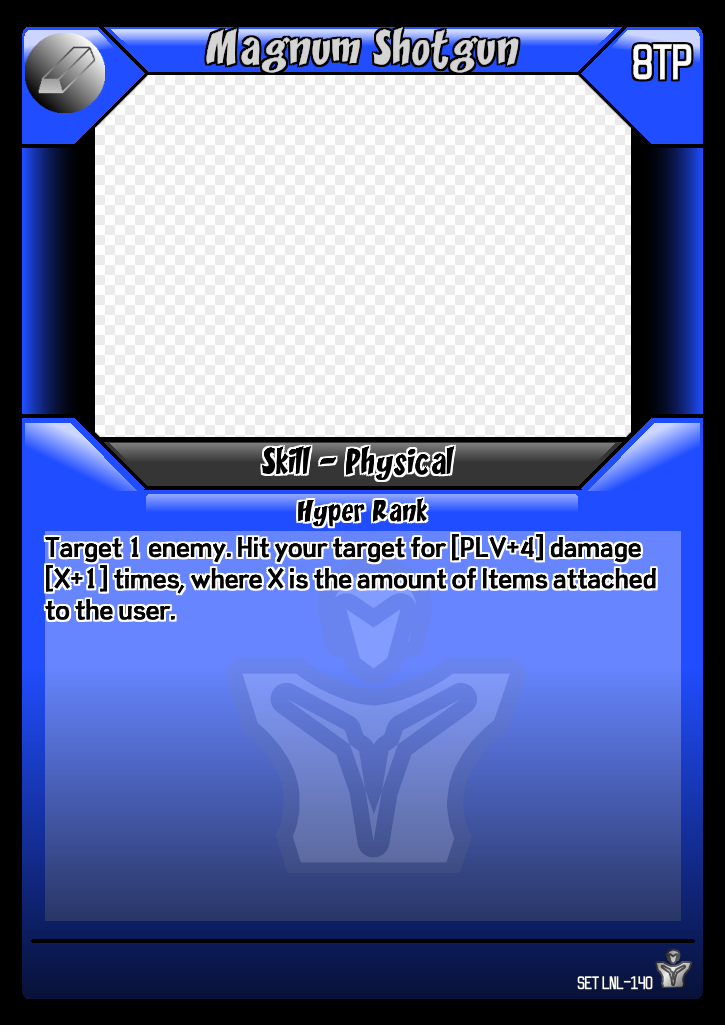 Magnum Shotgun
8TP
Skill - Physical
Hyper Rank
Target 1 enemy. Hit your target for [PLV+4] damage
[X+1] times, where X is the amount of Items attached
to the user.
SET LNL-140